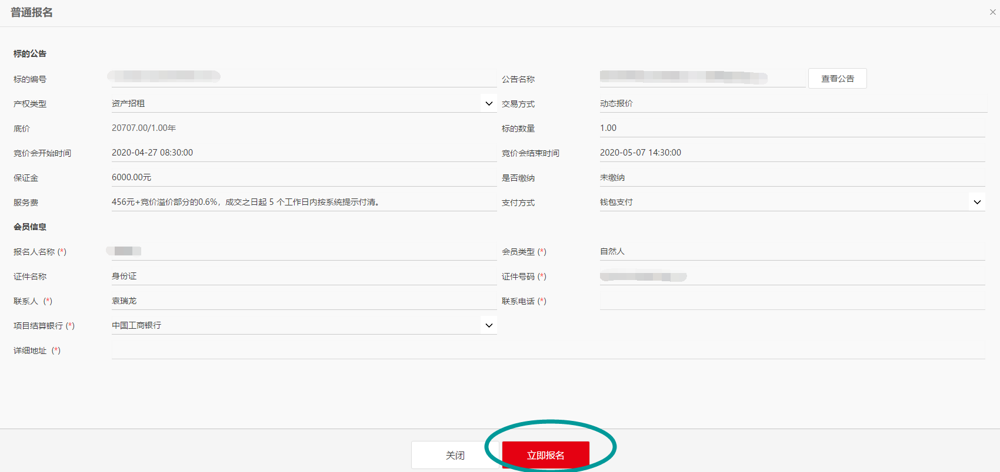 普通报名
标的公告
标的编号 公告名称 查看公告
产权类型 资产招租 交易方式 动态报价
底价 20707.00/1.00年 标的数量 1.00
竞价会开始时间 2020-04-27 08:30:00 竞价会结束时间 2020-05-07 14:30:00
保证金 6000.00元 是否缴纳 未缴纳
服务费 456元+竞价溢价部分的0.6%，成交之日起 5 个工作日内按系统提示付清。 支付方式 钱包支付
会员信息
报名人名称 (*) 会员类型 (*) 自然人
证件名称 身份证 证件号码 (*)
联系人 (*) 袁瑞龙 联系电话 (*)
项目结算银行 (*) 中国工商银行
详细地址 (*)
关闭 立即报名